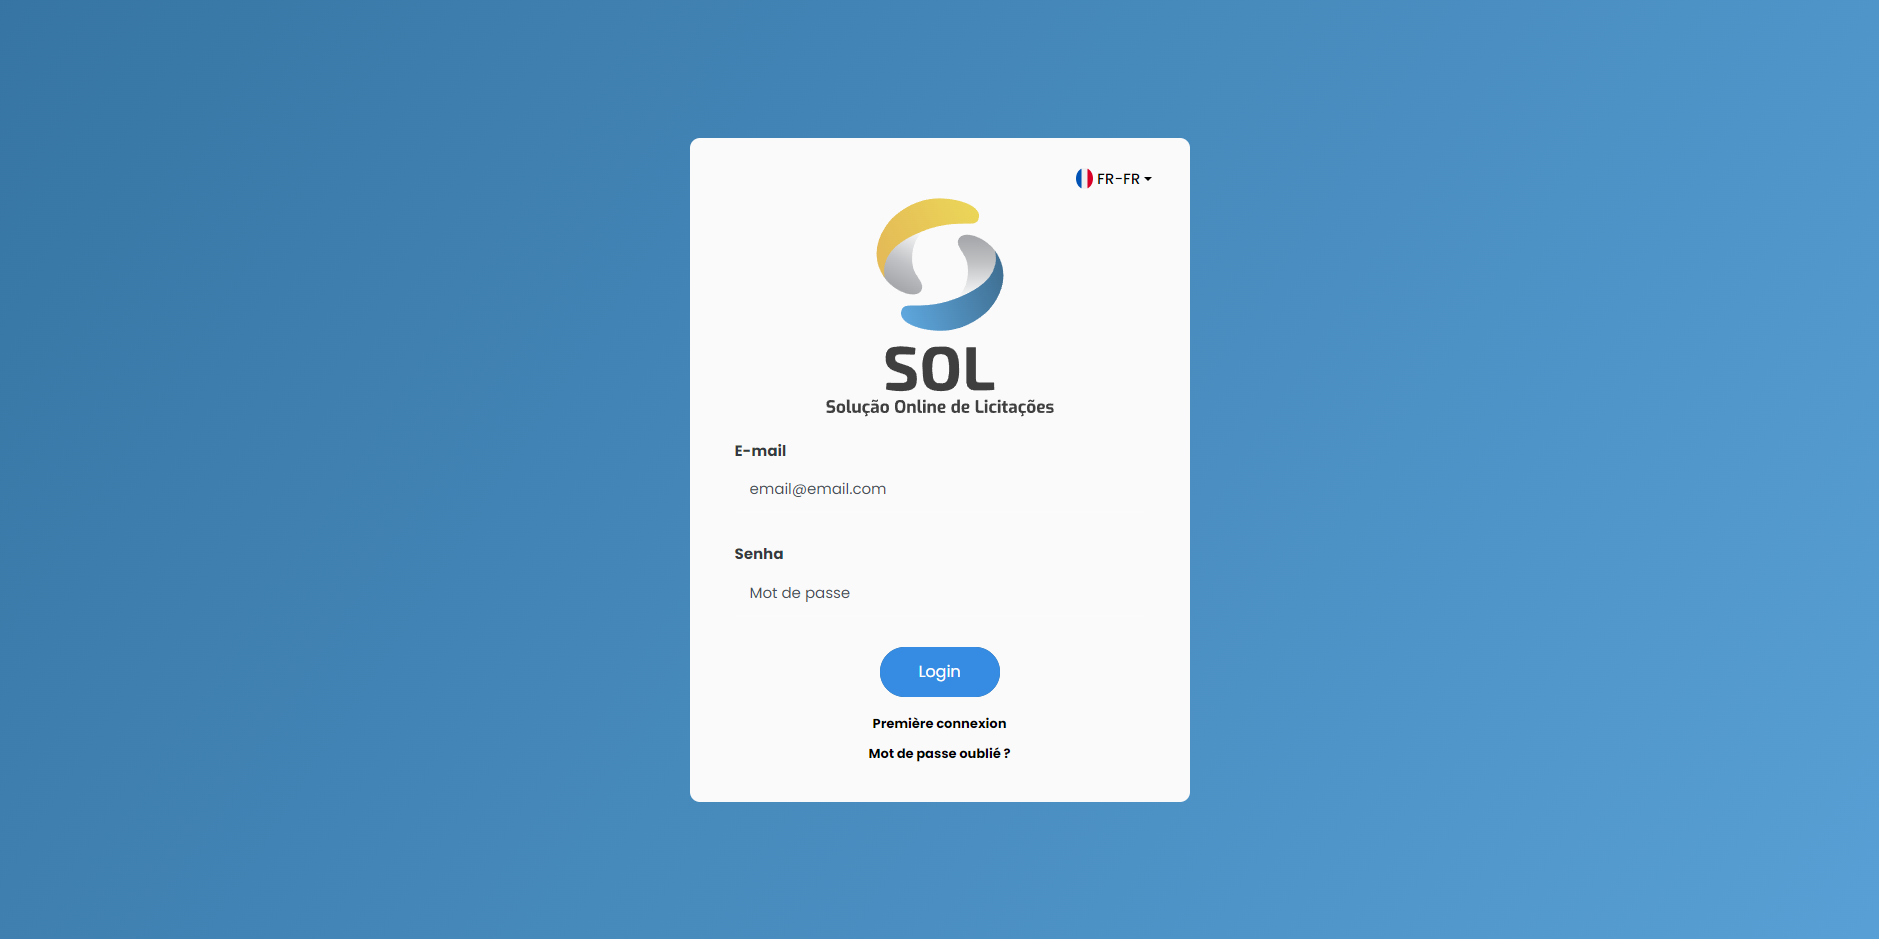 FR-FR
SOL
Solução Online de Licitações
E-mail
email@email.com
Senha
Mot de passe
Login
Première connexion
Mot de passe oublié ?